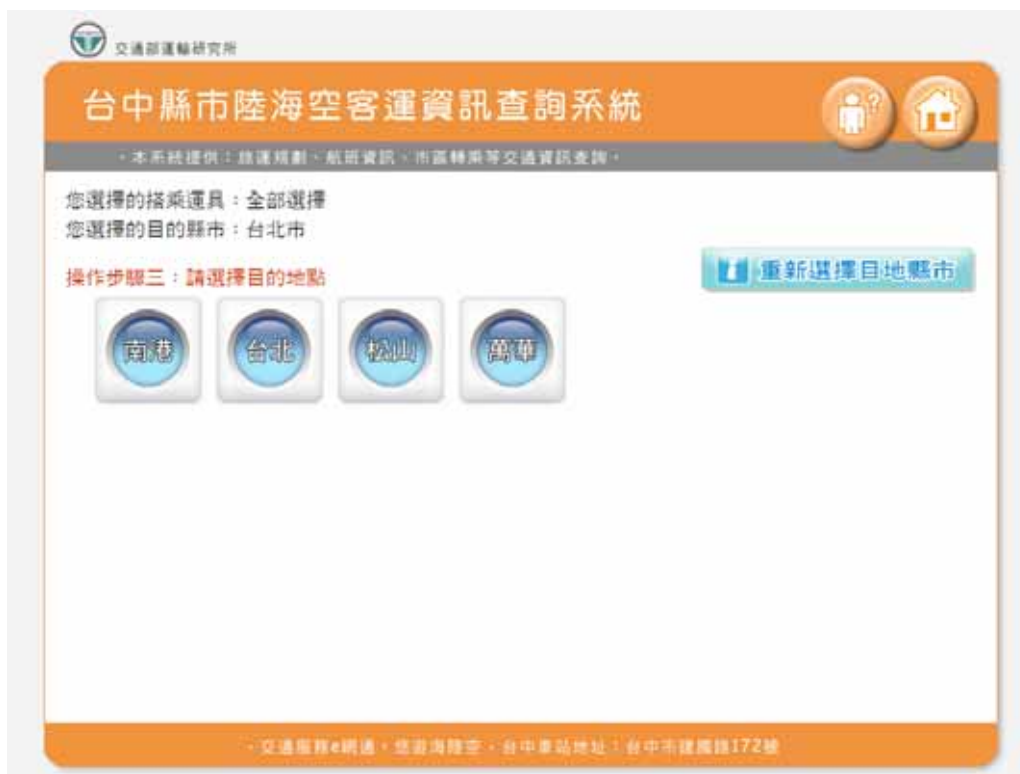 交通部運輸研究所
台中縣市陸海空客運資訊查詢系統
?
・本系統提供：旅運規劃、航班資訊、市區轉乘等交通資訊查詢・
您選擇的搭乘運具：全部選擇
您選擇的目的縣市：台北市
操作步驟三：請選擇目的地點
重新選擇目地縣市
南港 台北 松山 萬華
・交通服務e網通・悠遊海陸空・台中車站地址：台中市建國路172號